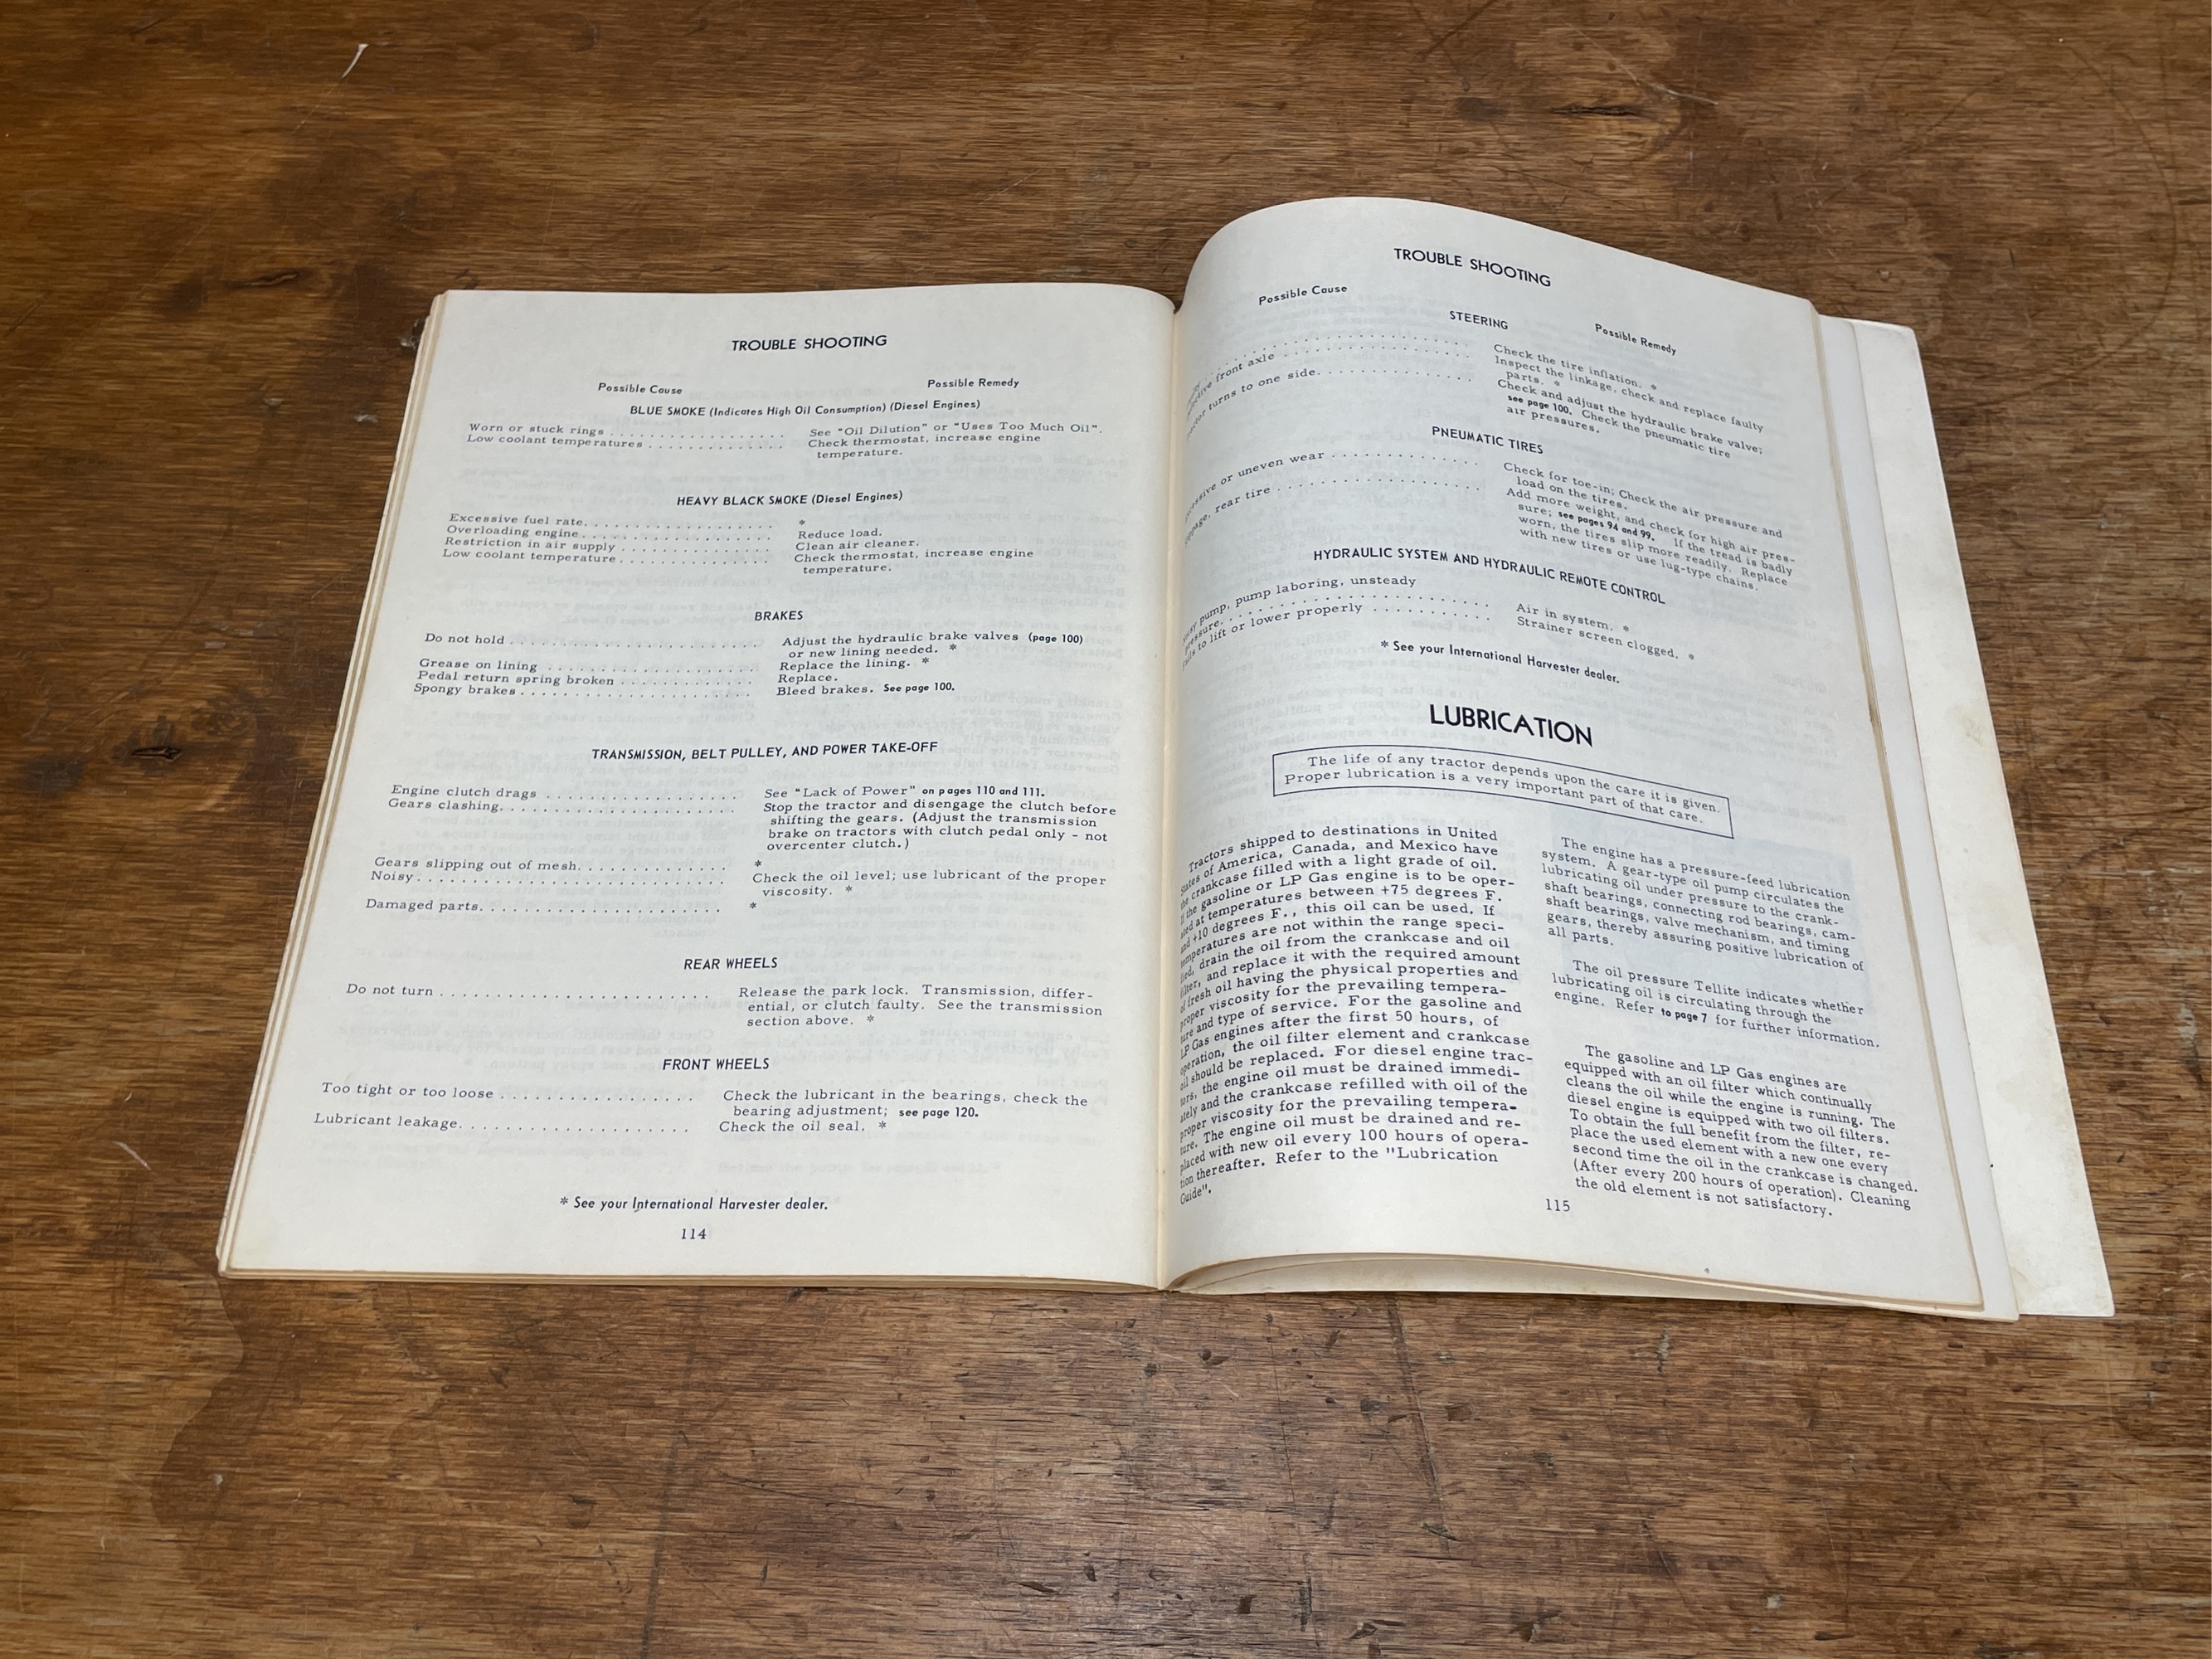 TROUBLE SHOOTING
Possible Cause Possible Remedy
BLUE SMOKE (Indicates High Oil Consumption) (Diesel Engines)
Worn or stuck rings . . . . . . . . . . . . . . . . . See "Oil Dilution" or "Uses Too Much Oil".
Low coolant temperatures . . . . . . . . . . . . . Check thermostat, increase engine
temperature.
HEAVY BLACK SMOKE (Diesel Engines)
Excessive fuel rate. . . . . . . . . . . . . . . . . . *
Overloading engine. . . . . . . . . . . . . . . . . . Reduce load.
Restriction in air supply . . . . . . . . . . . . . . Clean air cleaner.
Low coolant temperature . . . . . . . . . . . . . . Check thermostat, increase engine
temperature.
BRAKES
Do not hold . . . . . . . . . . . . . . . . . . . . . . Adjust the hydraulic brake valves (page 100)
or new lining needed. *
Grease on lining . . . . . . . . . . . . . . . . . . . Replace the lining. *
Pedal return spring broken . . . . . . . . . . . . Replace.
Spongy brakes . . . . . . . . . . . . . . . . . . . . . Bleed brakes. See page 100.
TRANSMISSION, BELT PULLEY, AND POWER TAKE-OFF
Engine clutch drags . . . . . . . . . . . . . . . . . See "Lack of Power" on pages 110 and 111.
Gears clashing. . . . . . . . . . . . . . . . . . . . . Stop the tractor and disengage the clutch before
shifting the gears. (Adjust the transmission
brake on tractors with clutch pedal only - not
overcenter clutch.)
Gears slipping out of mesh. . . . . . . . . . . . . *
Noisy . . . . . . . . . . . . . . . . . . . . . . . . . . . Check the oil level; use lubricant of the proper
viscosity. *
Damaged parts. . . . . . . . . . . . . . . . . . . . . *
REAR WHEELS
Do not turn . . . . . . . . . . . . . . . . . . . . . . . Release the park lock. Transmission, differ-
ential, or clutch faulty. See the transmission
section above. *
FRONT WHEELS
Too tight or too loose . . . . . . . . . . . . . . . . Check the lubricant in the bearings, check the
bearing adjustment; see page 120.
Lubricant leakage. . . . . . . . . . . . . . . . . . . Check the oil seal. *
* See your International Harvester dealer.
114
TROUBLE SHOOTING
Possible Cause Possible Remedy
STEERING
Check the tire inflation. *
front axle . . . . . . . . . . . . . . . Inspect the linkage, check and replace faulty
parts. *
turns to one side. . . . . . . . . . . . . Check and adjust the hydraulic brake valve;
see page 100. Check the pneumatic tire
air pressures.
PNEUMATIC TIRES
or uneven wear . . . . . . . . . . . . . Check for toe-in; Check the air pressure and
load on the tires.
rear tire . . . . . . . . . . . . . . . . . Add more weight, and check for high air pres-
sure; see pages 94 and 99. If the tread is badly
worn, the tires slip more readily. Replace
with new tires or use lug-type chains.
HYDRAULIC SYSTEM AND HYDRAULIC REMOTE CONTROL
pump, pump laboring, unsteady
pressure. . . . . . . . . . . . . . . . . . . . . . Air in system. *
to lift or lower properly . . . . . . . . . . Strainer screen clogged. *
* See your International Harvester dealer.
LUBRICATION
The life of any tractor depends upon the care it is given.
Proper lubrication is a very important part of that care.
Tractors shipped to destinations in United
States of America, Canada, and Mexico have
the crankcase filled with a light grade of oil.
If the gasoline or LP Gas engine is to be oper-
ated at temperatures between +75 degrees F.
and +10 degrees F., this oil can be used. If
temperatures are not within the range speci-
fied, drain the oil from the crankcase and oil
filter, and replace it with the required amount
of fresh oil having the physical properties and
proper viscosity for the prevailing tempera-
ture and type of service. For the gasoline and
LP Gas engines after the first 50 hours, of
operation, the oil filter element and crankcase
oil should be replaced. For diesel engine trac-
tors, the engine oil must be drained immedi-
ately and the crankcase refilled with oil of the
proper viscosity for the prevailing tempera-
ture. The engine oil must be drained and re-
placed with new oil every 100 hours of opera-
tion thereafter. Refer to the "Lubrication
Guide".
The engine has a pressure-feed lubrication
system. A gear-type oil pump circulates the
lubricating oil under pressure to the crank-
shaft bearings, connecting rod bearings, cam-
shaft bearings, valve mechanism, and timing
gears, thereby assuring positive lubrication of
all parts.
The oil pressure Tellite indicates whether
lubricating oil is circulating through the
engine. Refer to page 7 for further information.
The gasoline and LP Gas engines are
equipped with an oil filter which continually
cleans the oil while the engine is running. The
diesel engine is equipped with two oil filters.
To obtain the full benefit from the filter, re-
place the used element with a new one every
second time the oil in the crankcase is changed.
(After every 200 hours of operation). Cleaning
the old element is not satisfactory.
115